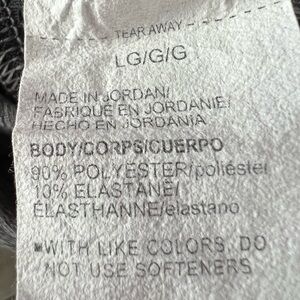 TEAR AWAY
LG/G/G
MADE IN JORDAN/
FABRIQUÉ EN JORDANIE/
HECHO EN JORDANIA
BODY/CORPS/CUERPO
90% POLYESTER/poliéster
10% ELASTANE/
ÉLASTHANNE/elastano
*WITH LIKE COLORS, DO
NOT USE SOFTENERS